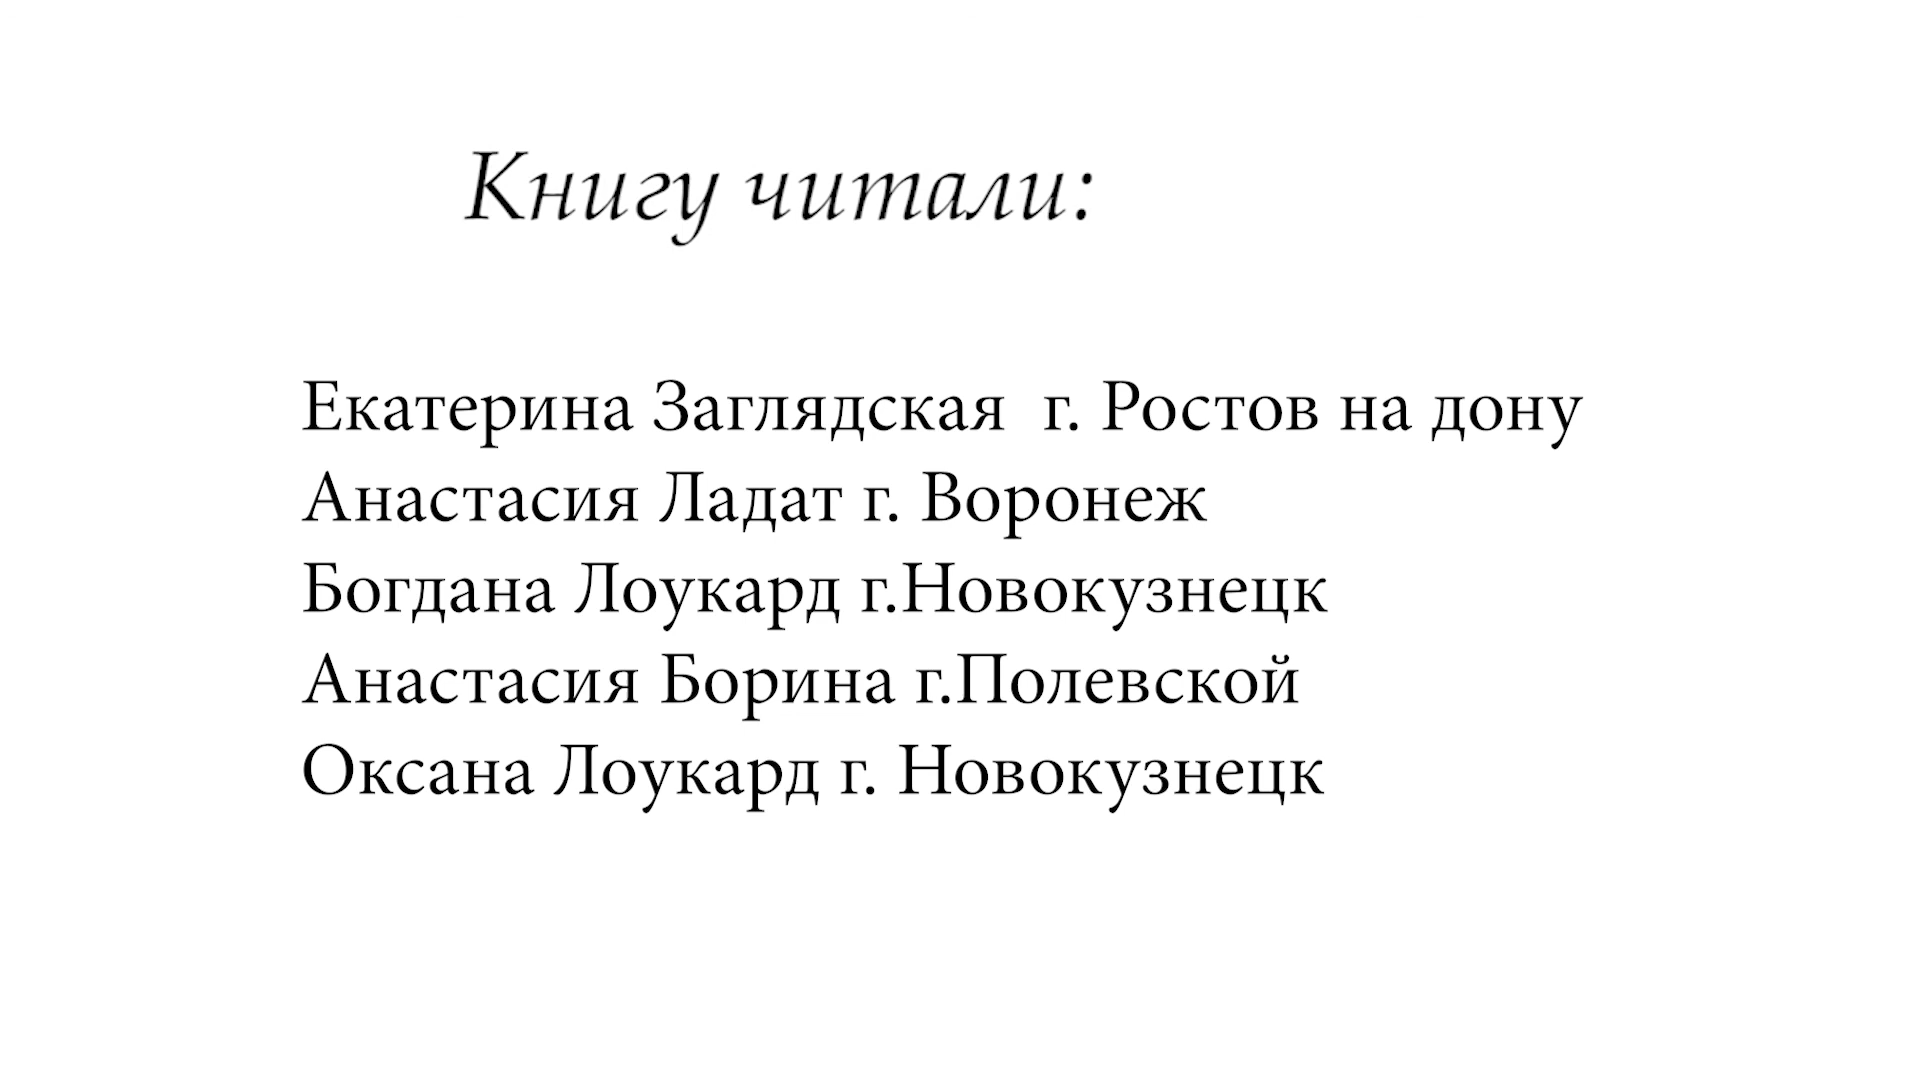 Книгу читали:
Екатерина Заглядская  г. Ростов на дону
Анастасия Ладат г. Воронеж
Богдана Лоукард г.Новокузнецк
Анастасия Борина г.Полевской
Оксана Лоукард г. Новокузнецк